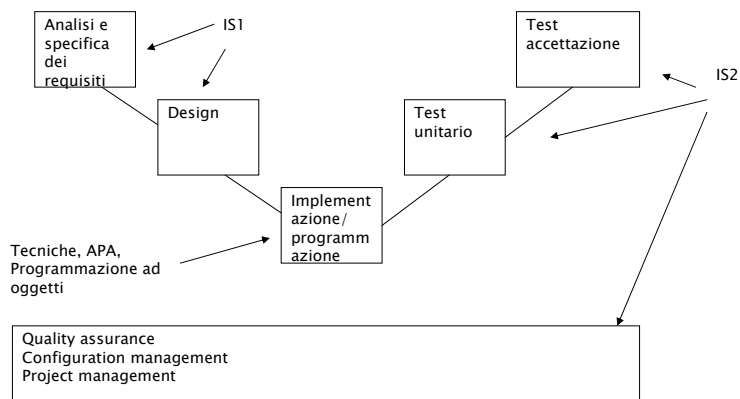 Analisi e
specifica
dei
requisiti
IS1
Test
accettazione
IS2
Design
Test
unitario
Implement
azione/
programm
azione
Tecniche, APA,
Programmazione ad
oggetti
Quality assurance
Configuration management
Project management